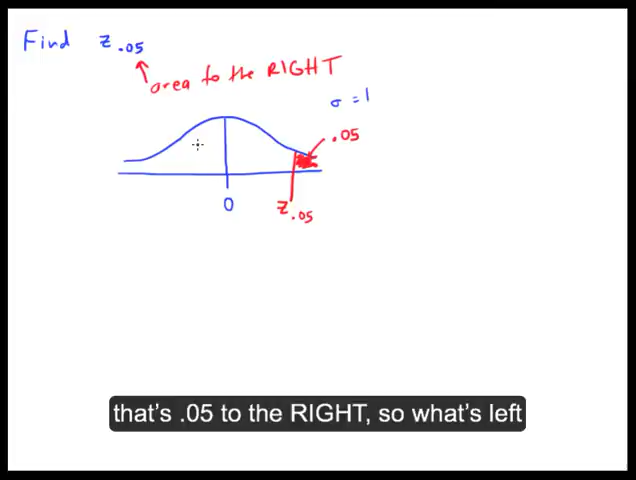 Find z.05
area to the RIGHT
σ = 1
.05
0
z.05
that's .05 to the RIGHT, so what's left